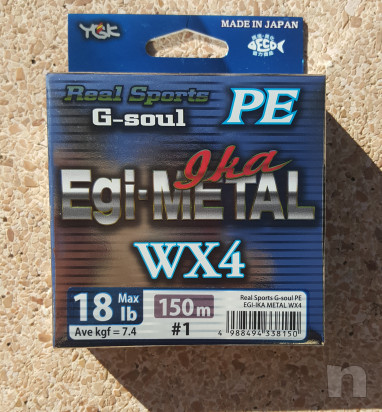 YGK
MADE IN JAPAN
Real Sports
G-soul
PE
Egi-METAL
Ika
WX4
18 Max lb
Ave kgf = 7.4
150m
#1
Real Sports G-soul PE
EGI-IKA METAL WX4
4 988494 338150
n